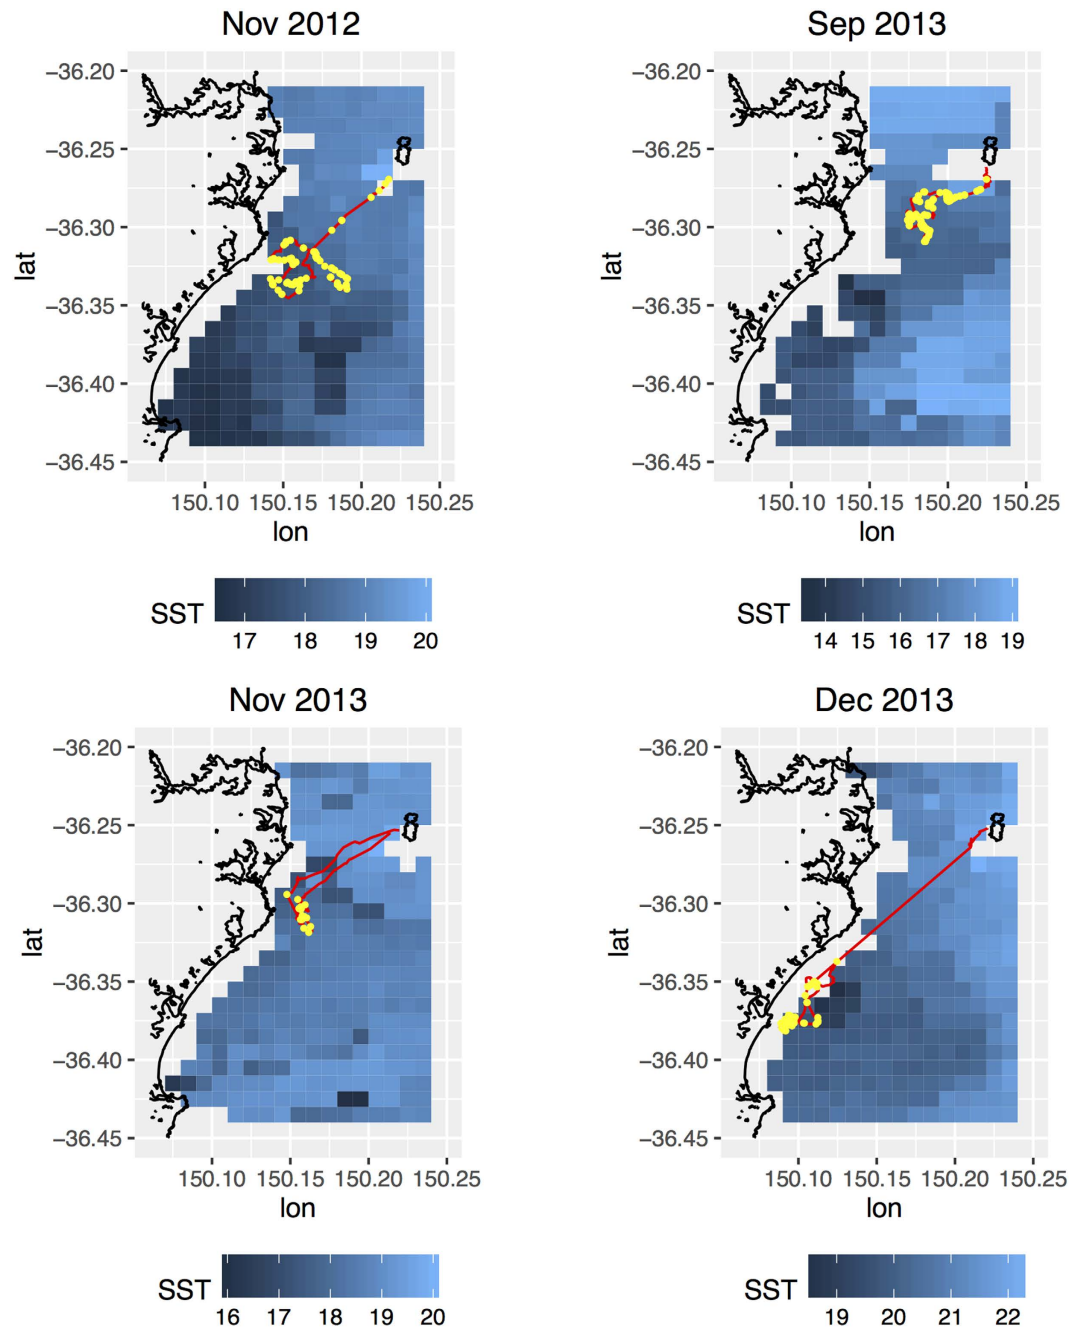 Nov 2012
Sep 2013
−36.20
−36.25
−36.30
−36.35
−36.40
−36.45
lat
150.10 150.15 150.20 150.25
lon
SST
17 18 19 20
−36.20
−36.25
−36.30
−36.35
−36.40
−36.45
lat
150.10 150.15 150.20 150.25
lon
SST
14 15 16 17 18 19
Nov 2013
Dec 2013
−36.20
−36.25
−36.30
−36.35
−36.40
−36.45
lat
150.10 150.15 150.20 150.25
lon
SST
16 17 18 19 20
−36.20
−36.25
−36.30
−36.35
−36.40
−36.45
lat
150.10 150.15 150.20 150.25
lon
SST
19 20 21 22